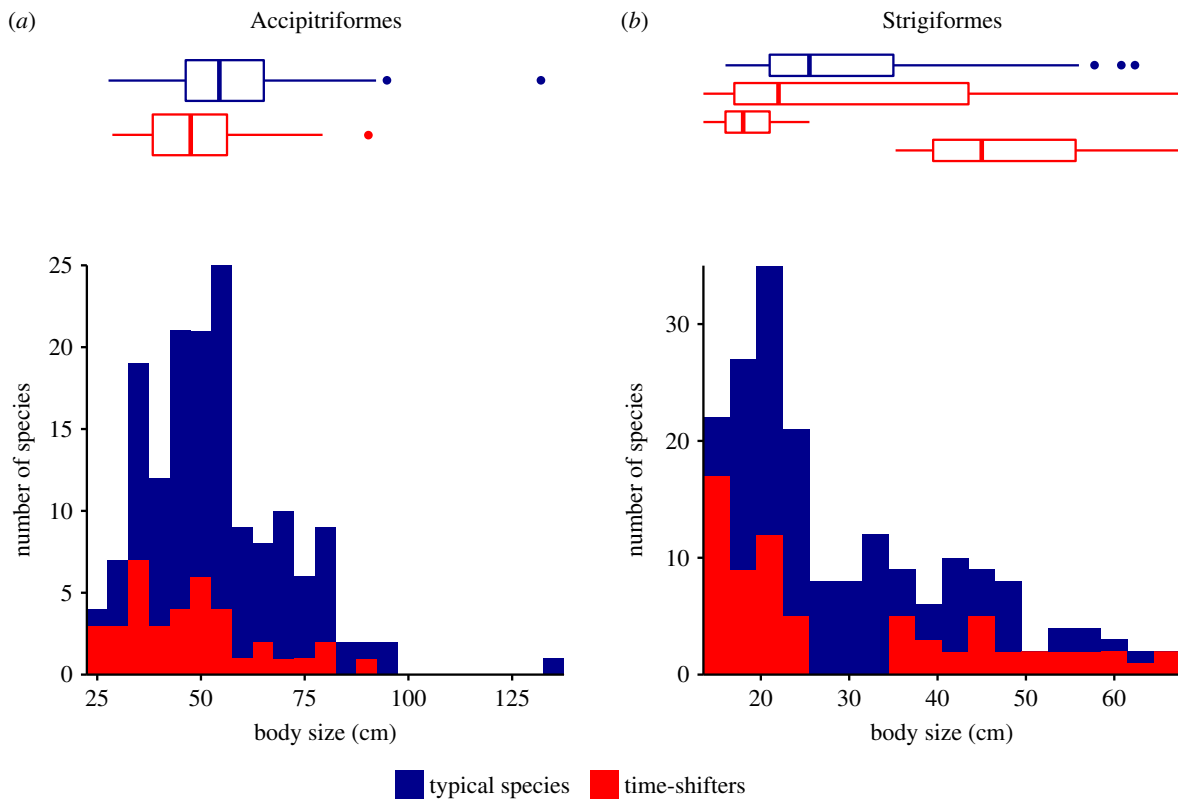 (a) Accipitriformes
(b) Strigiformes
number of species
25
20
15
10
5
0
25 50 75 100 125
body size (cm)
number of species
30
20
10
0
20 30 40 50 60
body size (cm)
typical species time-shifters